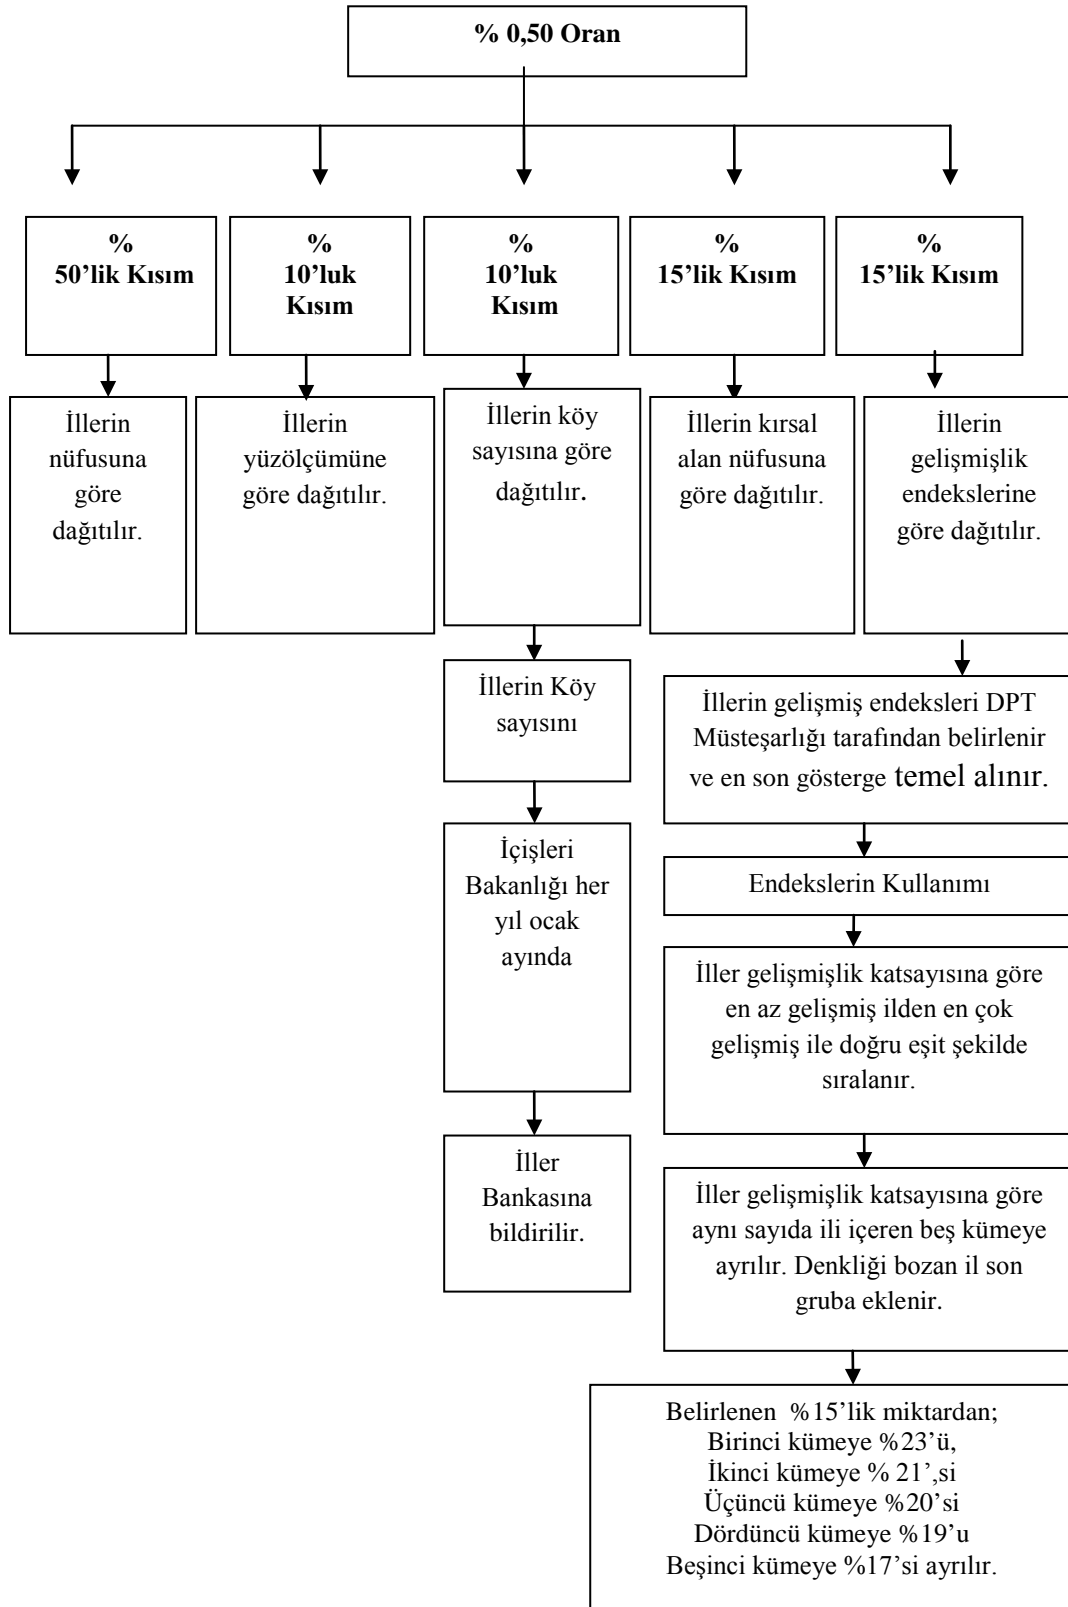 % 0,50 Oran
%
50’lik Kısım
%
10’luk
Kısım
%
10’luk
Kısım
%
15’lik Kısım
%
15’lik Kısım
İllerin
nüfusuna
göre
dağıtılır.
İllerin
yüzölçümüne
göre dağıtılır.
İllerin köy
sayısına göre
dağıtılır.
İllerin kırsal
alan nüfusuna
göre dağıtılır.
İllerin
gelişmişlik
endekslerine
göre dağıtılır.
İllerin Köy
sayısını
İçişleri
Bakanlığı her
yıl ocak
ayında
İller
Bankasına
bildirilir.
İllerin gelişmiş endeksleri DPT
Müsteşarlığı tarafından belirlenir
ve en son gösterge temel alınır.
Endekslerin Kullanımı
İller gelişmişlik katsayısına göre
en az gelişmiş ilden en çok
gelişmiş ile doğru eşit şekilde
sıralanır.
İller gelişmişlik katsayısına göre
aynı sayıda ili içeren beş kümeye
ayrılır. Denkliği bozan il son
gruba eklenir.
Belirlenen %15’lik miktardan;
Birinci kümeye %23’ü,
İkinci kümeye % 21’,si
Üçüncü kümeye %20’si
Dördüncü kümeye %19’u
Beşinci kümeye %17’si ayrılır.